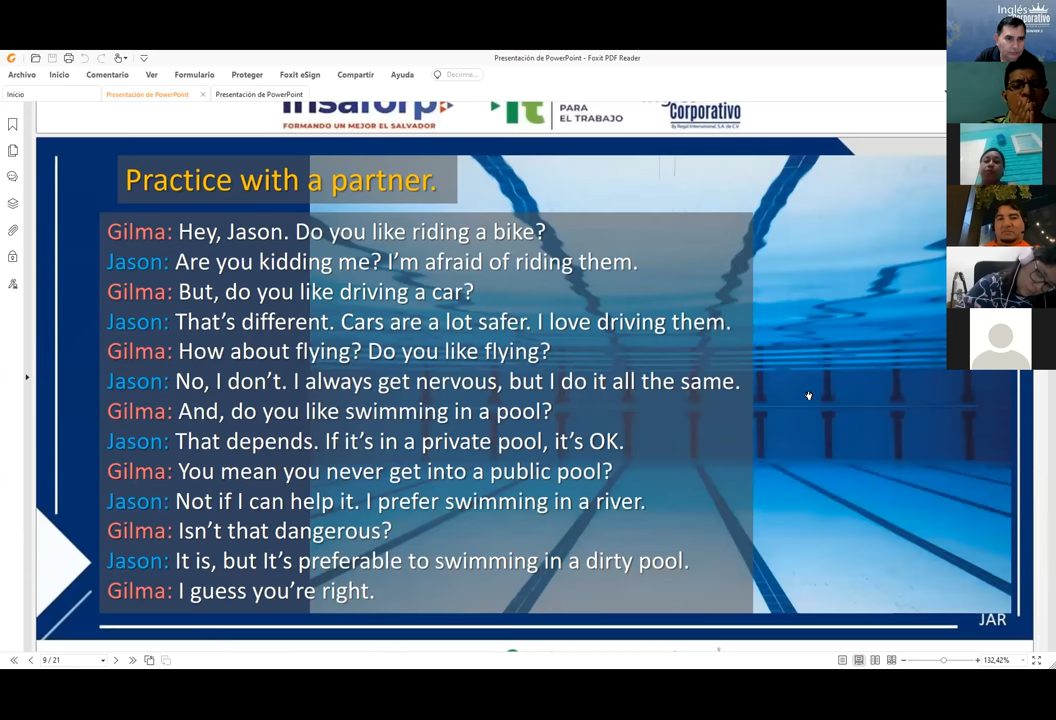 Inglés
Corporativo
Presentación de PowerPoint - Foxit PDF Reader
Archivo Inicio Comentario Ver Formulario Proteger Foxit eSign Compartir Ayuda Decirme...
Inicio Presentación de PowerPoint × Presentación de PowerPoint
FORMANDO UN MEJOR EL SALVADOR
PARA
EL TRABAJO
Corporativo
Practice with a partner.
Gilma: Hey, Jason. Do you like riding a bike?
Jason: Are you kidding me? I'm afraid of riding them.
Gilma: But, do you like driving a car?
Jason: That's different. Cars are a lot safer. I love driving them.
Gilma: How about flying? Do you like flying?
Jason: No, I don't. I always get nervous, but I do it all the same.
Gilma: And, do you like swimming in a pool?
Jason: That depends. If it's in a private pool, it's OK.
Gilma: You mean you never get into a public pool?
Jason: Not if I can help it. I prefer swimming in a river.
Gilma: Isn't that dangerous?
Jason: It is, but It's preferable to swimming in a dirty pool.
Gilma: I guess you're right.
JAR
9 / 21
132,42%